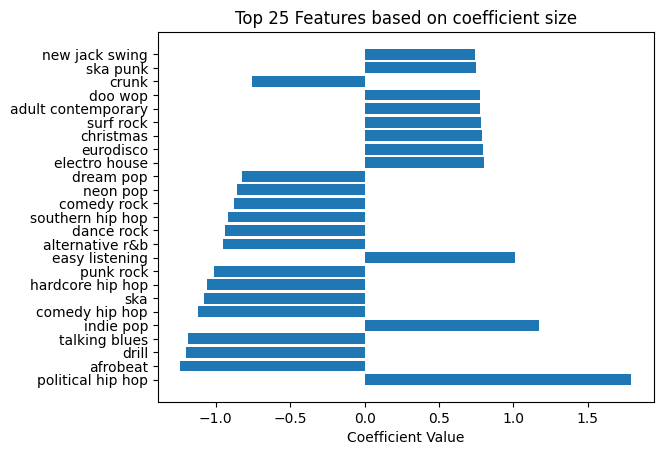 Top 25 Features based on coefficient size
new jack swing
ska punk
crunk
doo wop
adult contemporary
surf rock
christmas
eurodisco
electro house
dream pop
neon pop
comedy rock
southern hip hop
dance rock
alternative r&b
easy listening
punk rock
hardcore hip hop
ska
comedy hip hop
indie pop
talking blues
drill
afrobeat
political hip hop
−1.0 −0.5 0.0 0.5 1.0 1.5
Coefficient Value